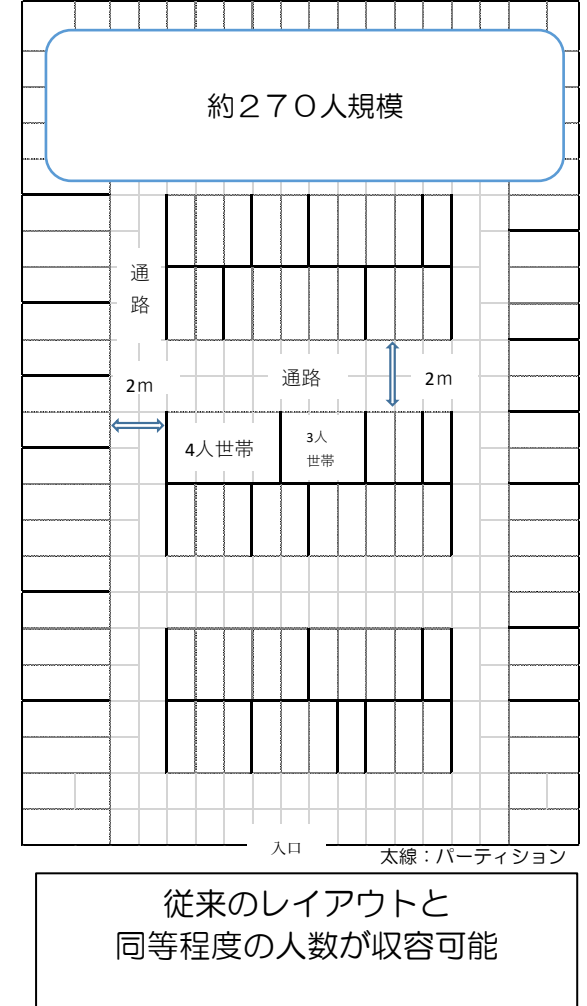 約２７０人規模
通
路
2m
通路
2m
4人世帯
3人
世帯
入口
太線：パーティション
従来のレイアウトと
同等程度の人数が収容可能